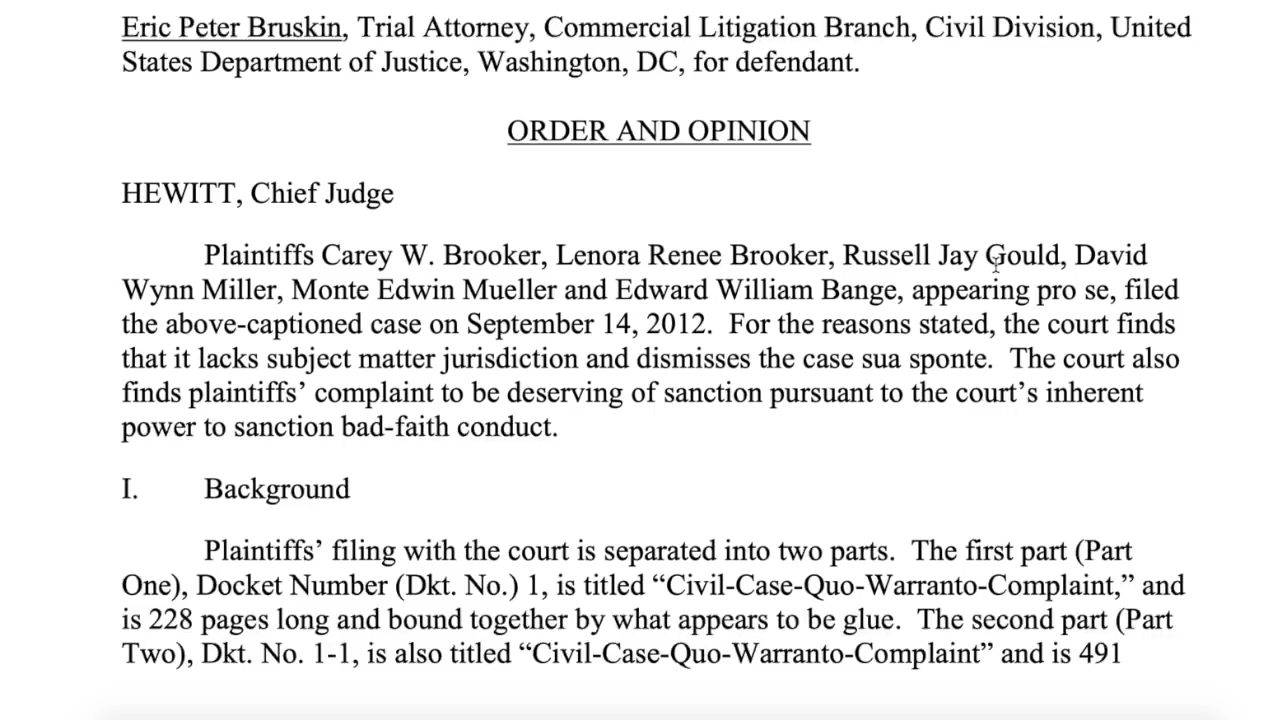 Eric Peter Bruskin, Trial Attorney, Commercial Litigation Branch, Civil Division, United
States Department of Justice, Washington, DC, for defendant.
ORDER AND OPINION
HEWITT, Chief Judge
Plaintiffs Carey W. Brooker, Lenora Renee Brooker, Russell Jay Gould, David
Wynn Miller, Monte Edwin Mueller and Edward William Bange, appearing pro se, filed
the above-captioned case on September 14, 2012.  For the reasons stated, the court finds
that it lacks subject matter jurisdiction and dismisses the case sua sponte.  The court also
finds plaintiffs’ complaint to be deserving of sanction pursuant to the court’s inherent
power to sanction bad-faith conduct.
I. Background
Plaintiffs’ filing with the court is separated into two parts.  The first part (Part
One), Docket Number (Dkt. No.) 1, is titled “Civil-Case-Quo-Warranto-Complaint,” and
is 228 pages long and bound together by what appears to be glue.  The second part (Part
Two), Dkt. No. 1-1, is also titled “Civil-Case-Quo-Warranto-Complaint” and is 491